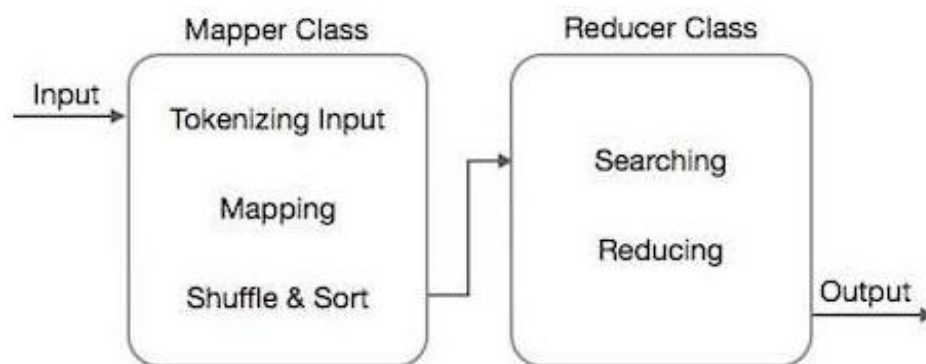 Mapper Class
Reducer Class
Input
Tokenizing Input
Mapping
Shuffle & Sort
Searching
Reducing
Output